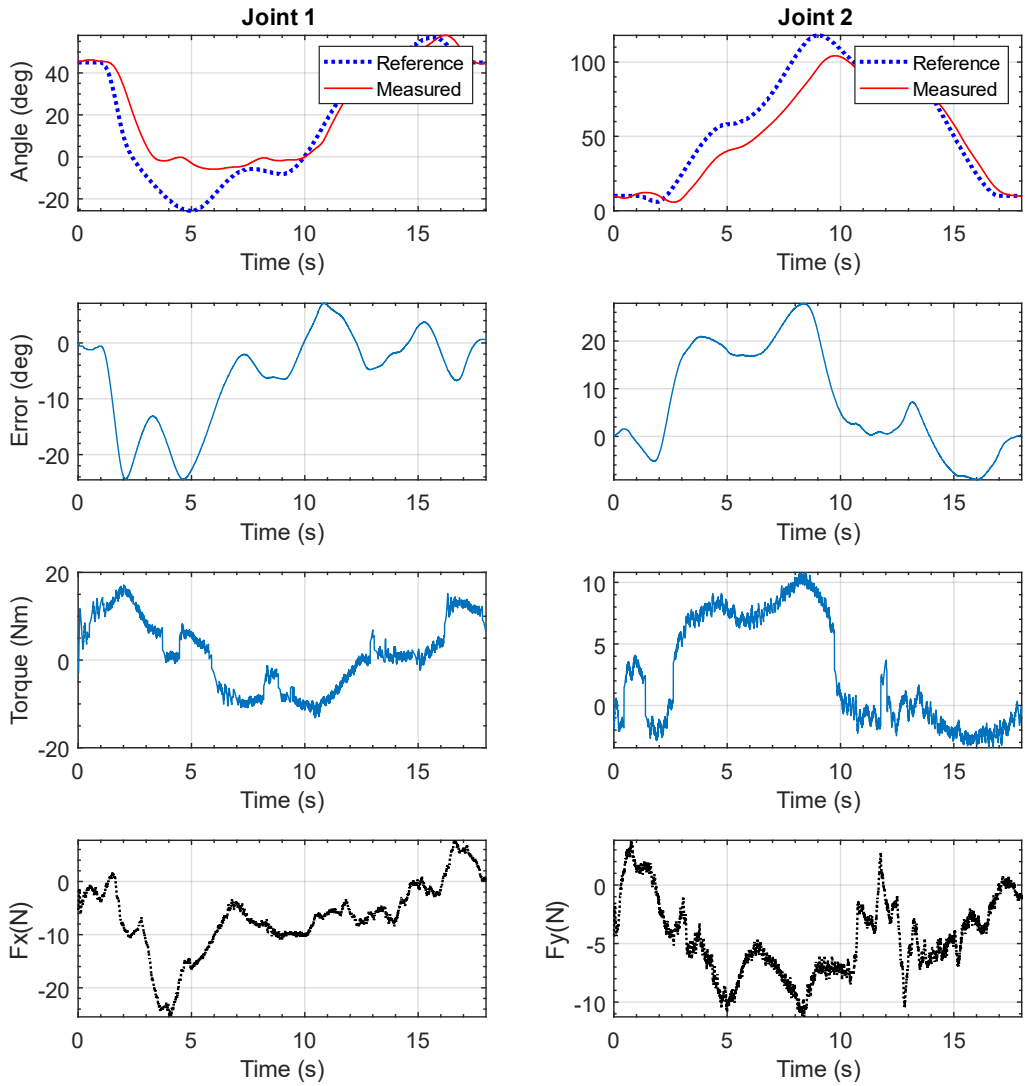 Joint 1
Angle (deg)
40
20
0
-20
Reference
Measured
0 5 10 15
Time (s)
Joint 2
Angle (deg)
100
50
0
Reference
Measured
0 5 10 15
Time (s)
Error (deg)
0
-10
-20
0 5 10 15
Time (s)
20
10
0
0 5 10 15
Time (s)
Torque (Nm)
20
0
-20
0 5 10 15
Time (s)
10
5
0
0 5 10 15
Time (s)
Fx(N)
0
-10
-20
0 5 10 15
Time (s)
Fy(N)
0
-5
-10
0 5 10 15
Time (s)